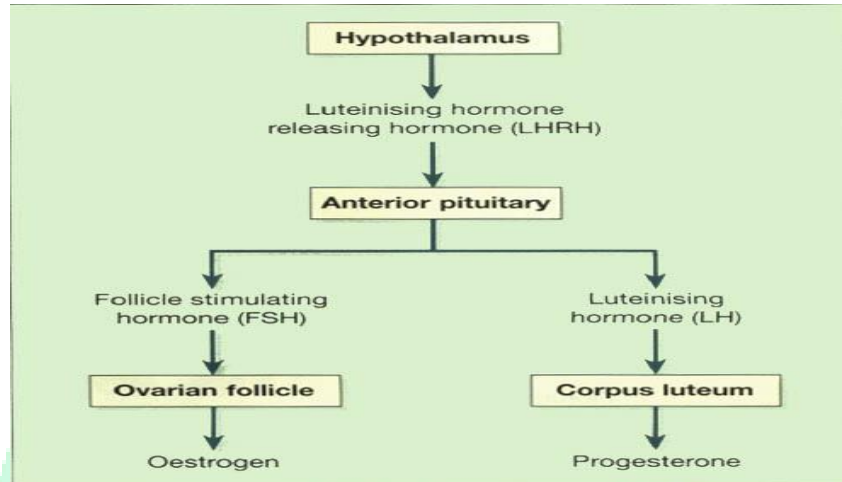 Hypothalamus
Luteinising hormone
releasing hormone (LHRH)
Anterior pituitary
Follicle stimulating
hormone (FSH)
Luteinising
hormone (LH)
Ovarian follicle
Corpus luteum
Oestrogen
Progesterone